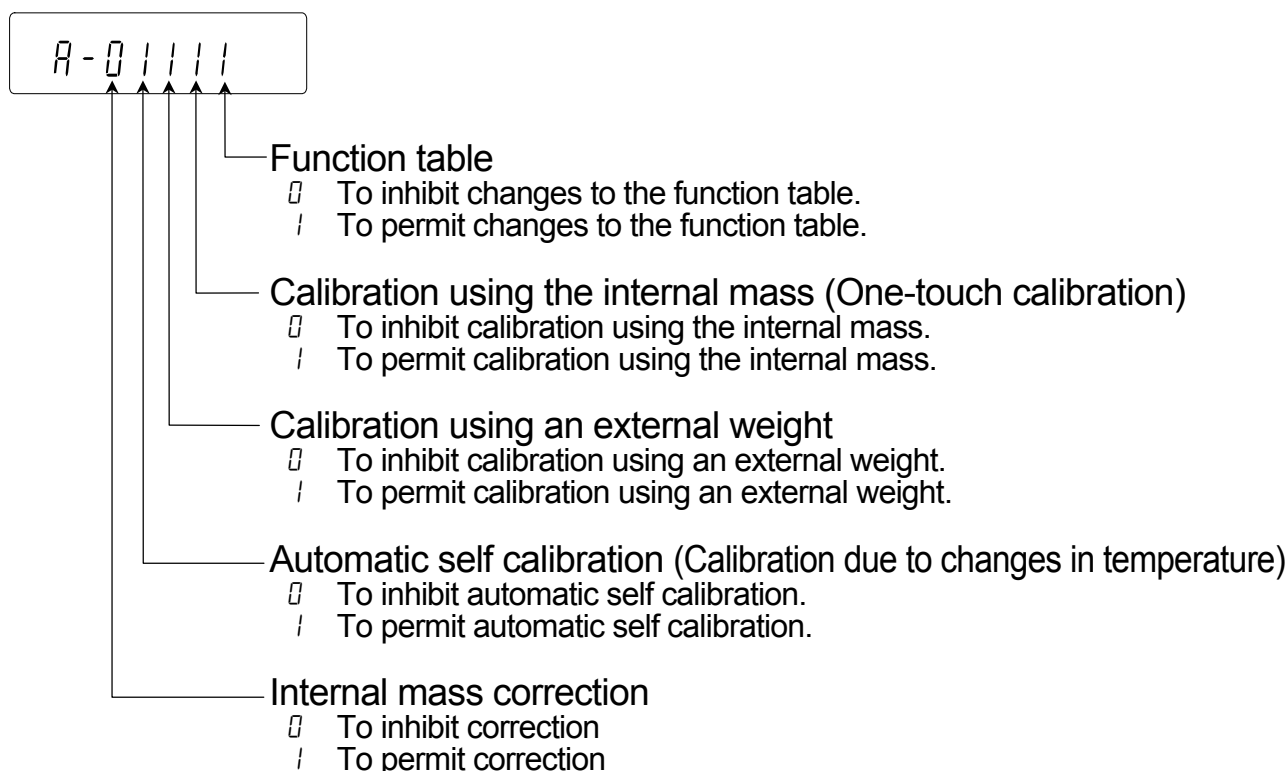 A-01111
Function table
0 To inhibit changes to the function table.
1 To permit changes to the function table.
Calibration using the internal mass (One-touch calibration)
0 To inhibit calibration using the internal mass.
1 To permit calibration using the internal mass.
Calibration using an external weight
0 To inhibit calibration using an external weight.
1 To permit calibration using an external weight.
Automatic self calibration (Calibration due to changes in temperature)
0 To inhibit automatic self calibration.
1 To permit automatic self calibration.
Internal mass correction
0 To inhibit correction
1 To permit correction